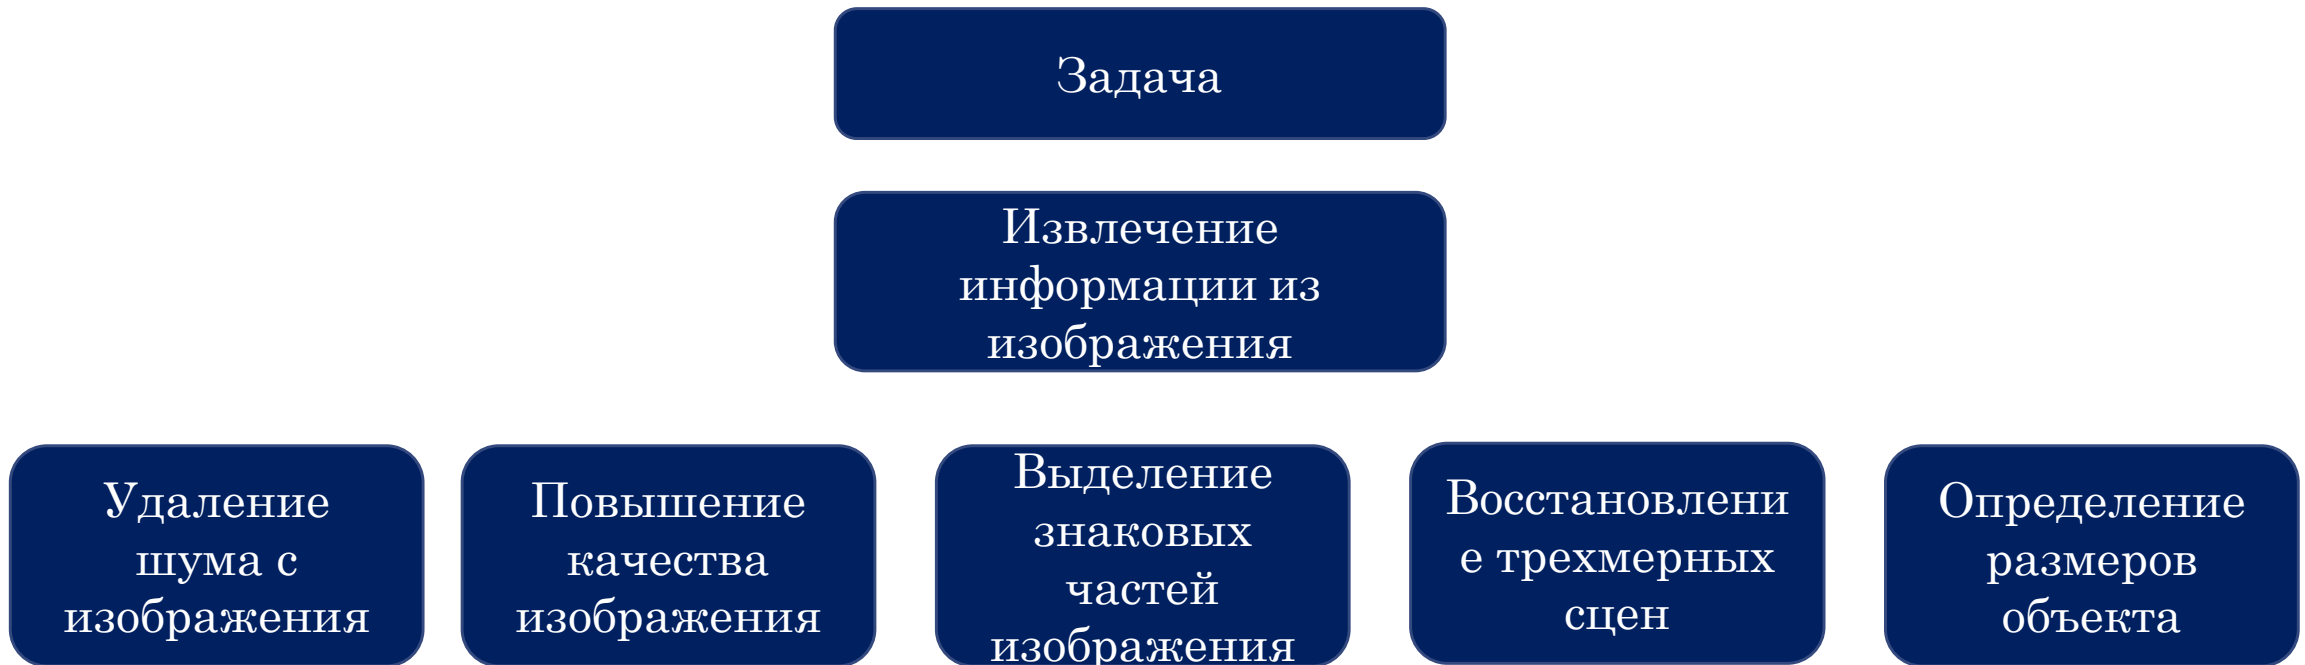 Задача
Извлечение
информации из
изображения
Удаление
шума с
изображения
Повышение
качества
изображения
Выделение
знаковых
частей
изображения
Восстановлени
е трехмерных
сцен
Определение
размеров
объекта